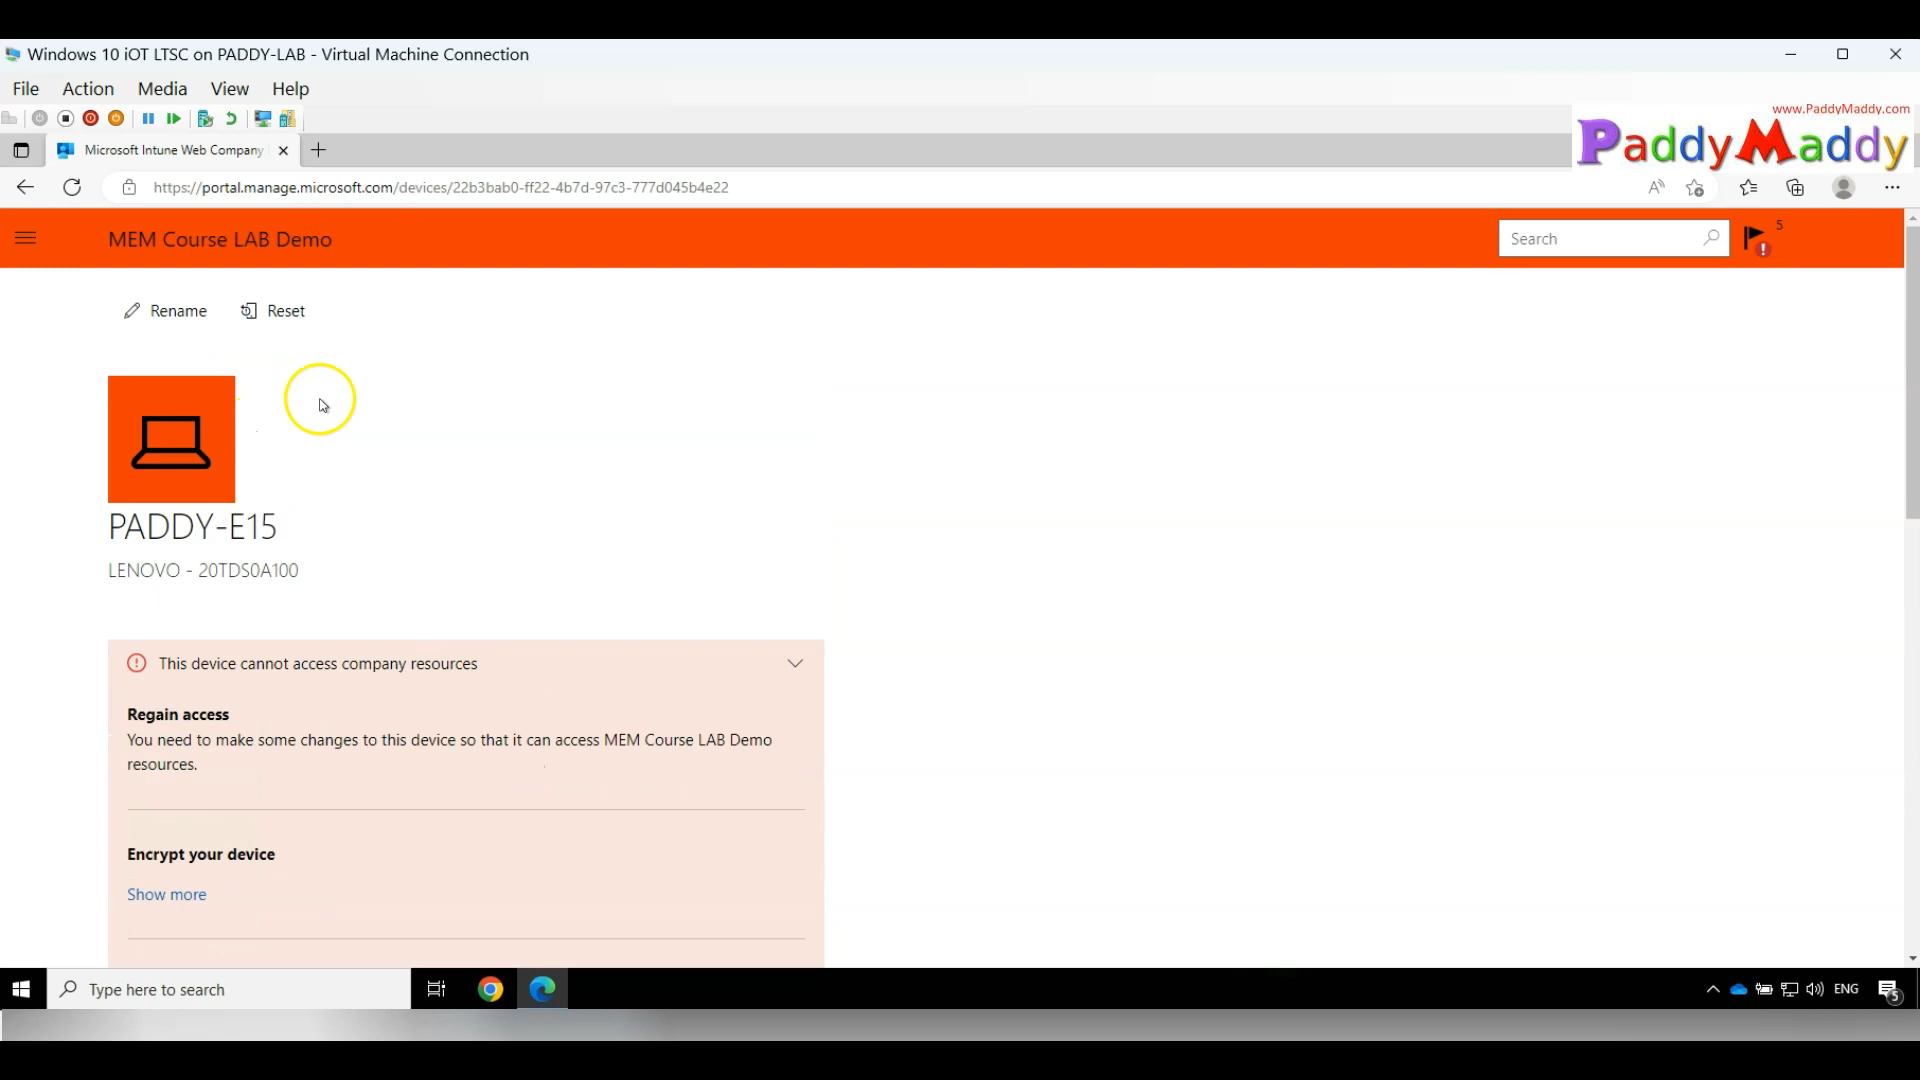 Windows 10 iOT LTSC on PADDY-LAB - Virtual Machine Connection
File Action Media View Help
www.PaddyMaddy.com
PaddyMaddy
Microsoft Intune Web Company
https://portal.manage.microsoft.com/devices/22b3bab0-ff22-4b7d-97c3-777d045b4e22
MEM Course LAB Demo
Search
5
Rename Reset
PADDY-E15
LENOVO - 20TDS0A100
This device cannot access company resources
Regain access
You need to make some changes to this device so that it can access MEM Course LAB Demo
resources.
Encrypt your device
Show more
Type here to search
ENG
5